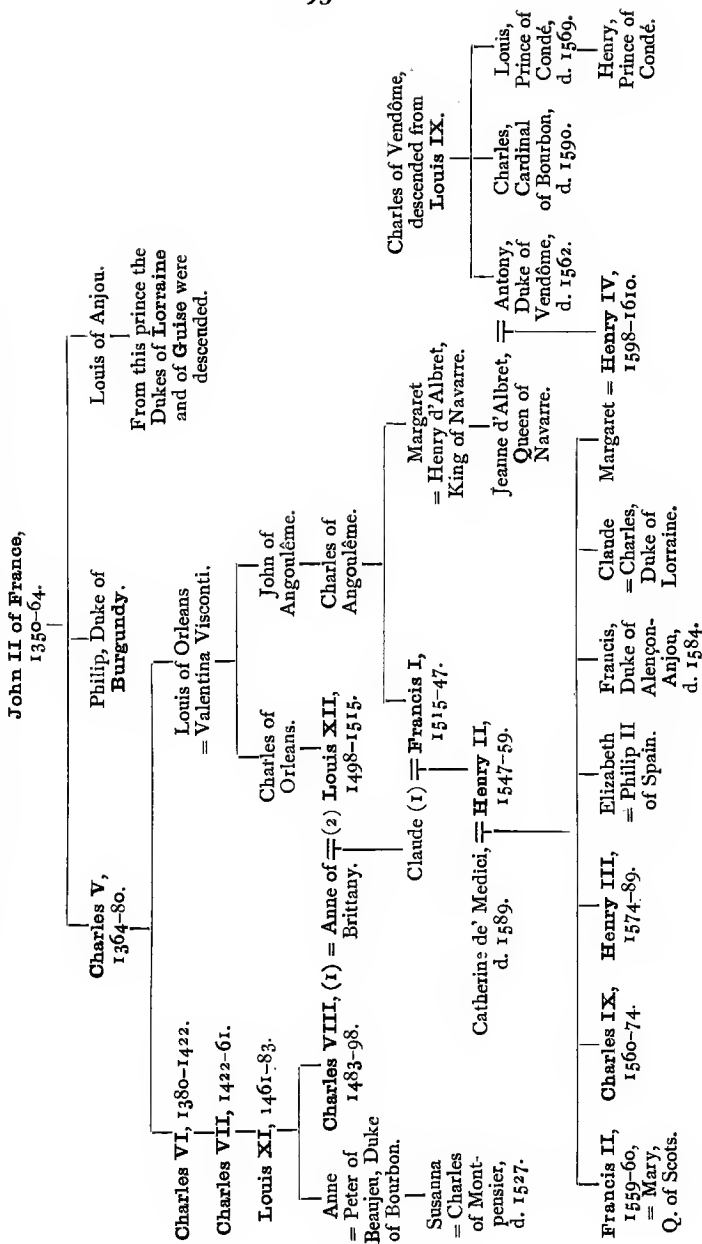 John II of France,
1350-64.
Charles V,
1364-80.
Philip, Duke of
Burgundy.
Louis of Anjou.
From this prince the
Dukes of Lorraine
and of Guise were
descended.
Charles VI, 1380-1422.
Charles VII, 1422-61.
Louis XI, 1461-83.
Louis of Orleans
= Valentina Visconti.
Charles of
Orleans.
John of
Angoulême.
Charles of
Angoulême.
Anne
= Peter of
Beaujeu, Duke
of Bourbon.
Charles VIII, (1) = Anne of = (2) Louis XII,
1483-98.
Brittany.
1498-1515.
Susanna
= Charles
of Mont-
pensier,
d. 1527.
Claude (1) = Francis I,
1515-47.
Margaret
= Henry d'Albret,
King of Navarre.
Charles of Vendôme,
descended from
Louis IX.
Jeanne d'Albret, = Antony,
Queen of
Navarre.
Duke of
Vendôme,
d. 1562.
Charles,
Cardinal
of Bourbon,
d. 1590.
Louis,
Prince of
Condé,
d. 1569.
Henry,
Prince of
Condé.
Catherine de' Medici, = Henry II,
d. 1589.
1547-59.
Francis II,
1559-60,
= Mary,
Q. of Scots.
Charles IX,
1560-74.
Henry III,
1574-89.
Elizabeth
= Philip II
of Spain.
Francis,
Duke of
Alençon-
Anjou,
d. 1584.
Claude
= Charles,
Duke of
Lorraine.
Margaret = Henry IV,
1598-1610.